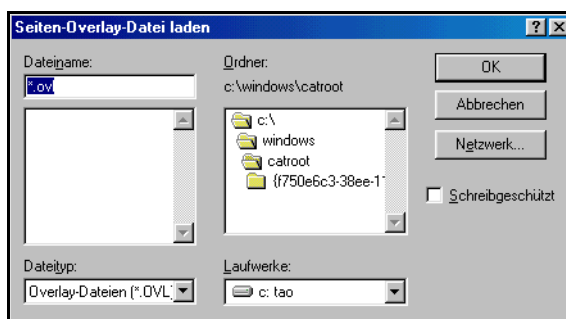 Seiten-Overlay-Datei laden
Dateiname:
*.ovl
Ordner:
c:\windows\catroot
c:\
windows
catroot
{f750e6c3-38ee-1
OK
Abbrechen
Netzwerk...
Schreibgeschützt
Dateityp:
Overlay-Dateien (*.OVL)
Laufwerke:
c: tao